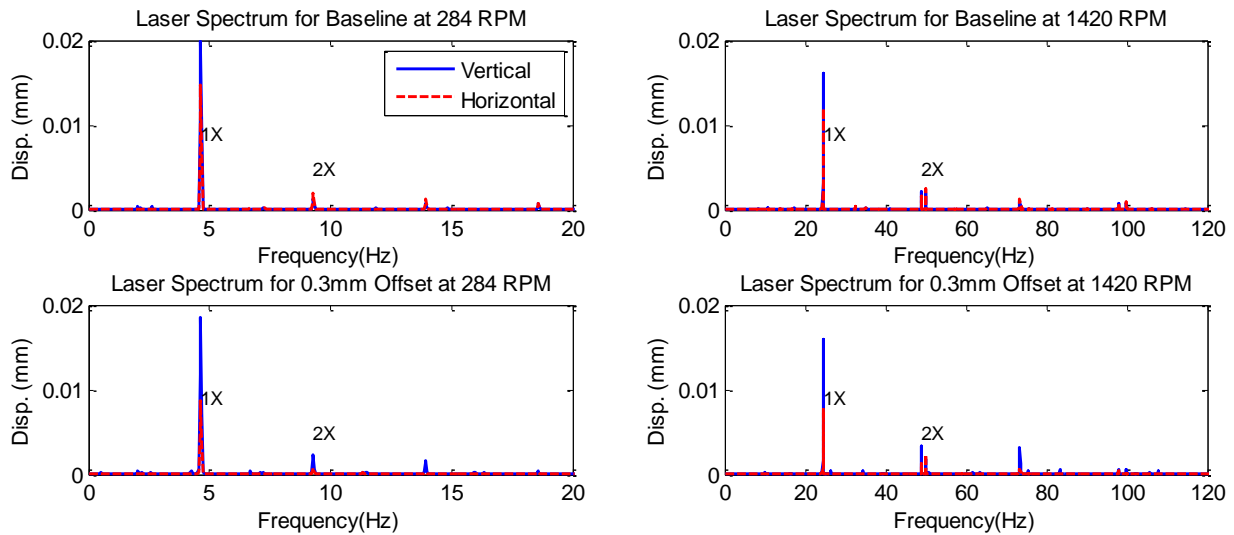 Laser Spectrum for Baseline at 284 RPM
0.02
0.01
0
Disp. (mm)
Vertical
Horizontal
1X
2X
0 5 10 15 20
Frequency(Hz)
Laser Spectrum for Baseline at 1420 RPM
0.02
0.01
0
Disp. (mm)
1X
2X
0 20 40 60 80 100 120
Frequency(Hz)
Laser Spectrum for 0.3mm Offset at 284 RPM
0.02
0.01
0
Disp. (mm)
1X
2X
0 5 10 15 20
Frequency(Hz)
Laser Spectrum for 0.3mm Offset at 1420 RPM
0.02
0.01
0
Disp. (mm)
1X
2X
0 20 40 60 80 100 120
Frequency(Hz)